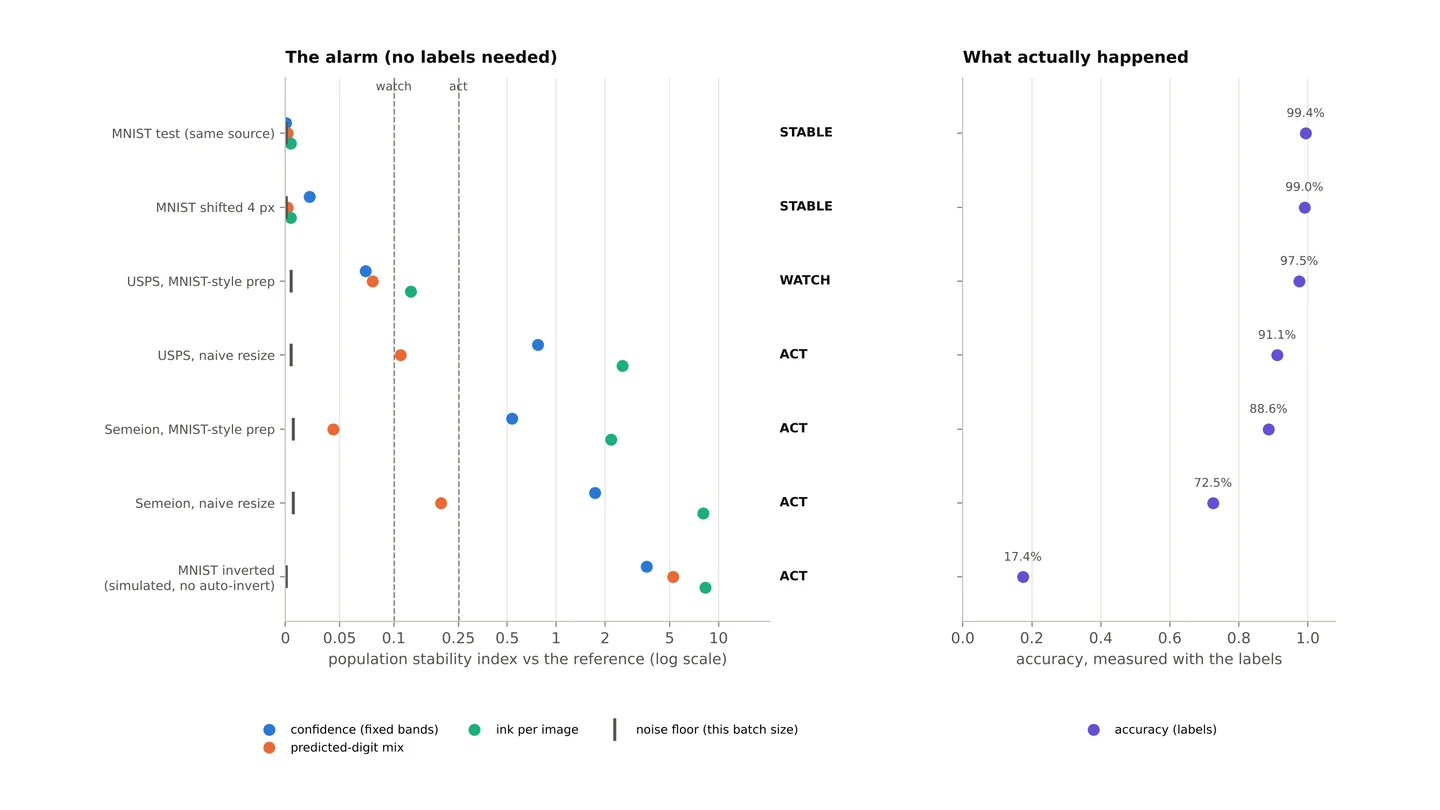 The alarm (no labels needed)
What actually happened
watch
act
MNIST test (same source)
STABLE
99.4%
MNIST shifted 4 px
STABLE
99.0%
USPS, MNIST-style prep
WATCH
97.5%
USPS, naive resize
ACT
91.1%
Semeion, MNIST-style prep
ACT
88.6%
Semeion, naive resize
ACT
72.5%
MNIST inverted
(simulated, no auto-invert)
ACT
17.4%
0 0.05 0.1 0.25 0.5 1 2 5 10
population stability index vs the reference (log scale)
0.0 0.2 0.4 0.6 0.8 1.0
accuracy, measured with the labels
confidence (fixed bands)
predicted-digit mix
ink per image
noise floor (this batch size)
accuracy (labels)